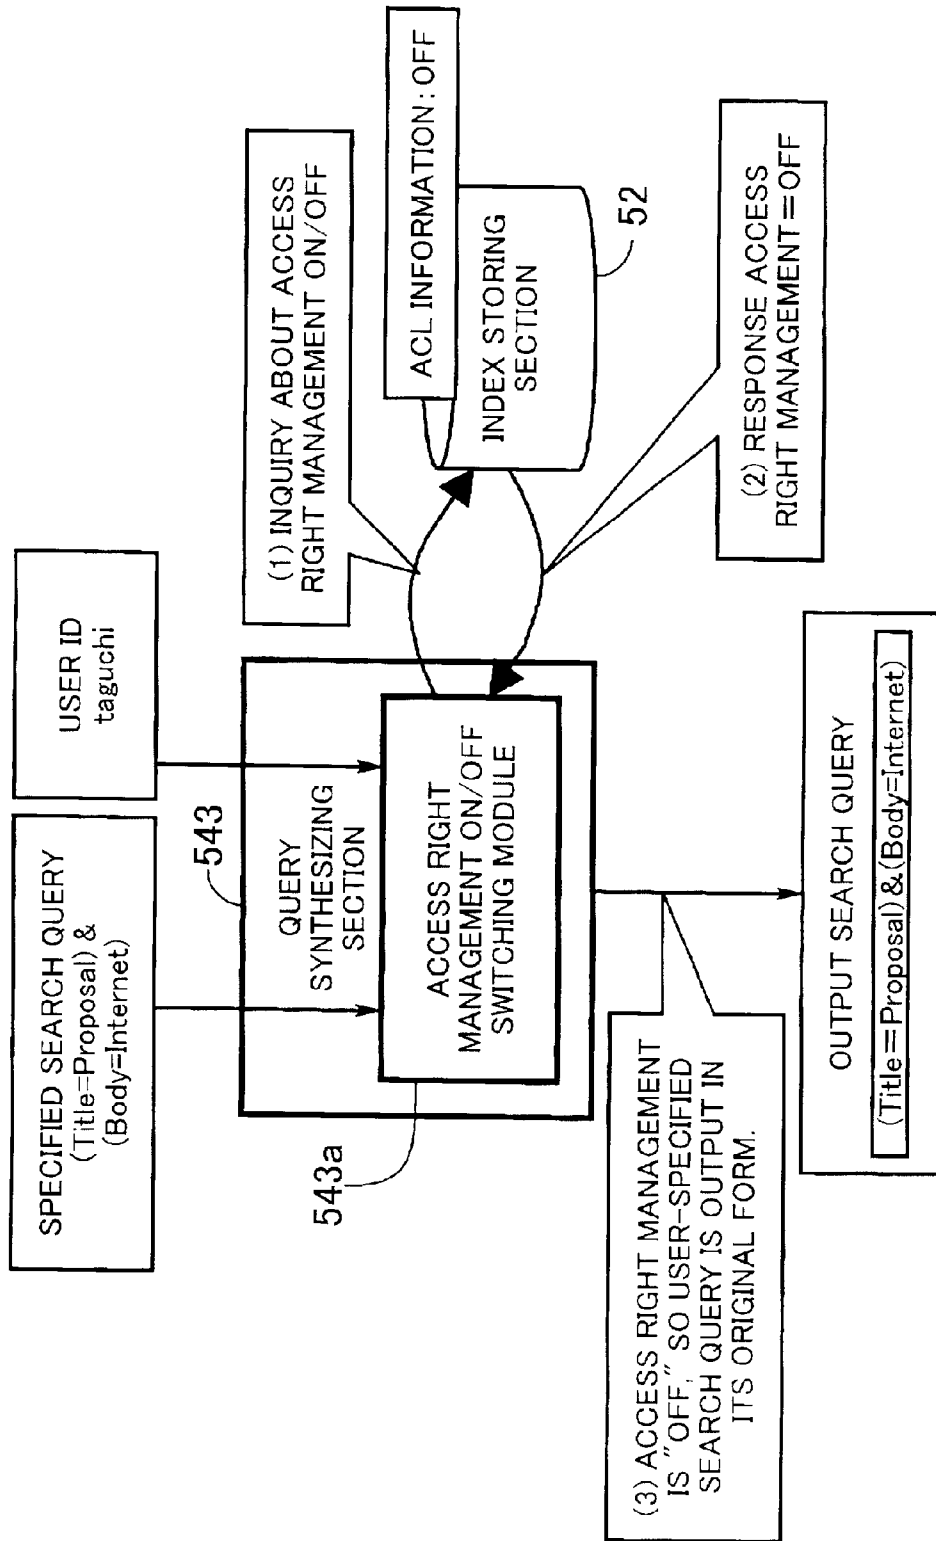 SPECIFIED SEARCH QUERY
(Title=Proposal) &
(Body=Internet)
USER ID
taguchi
543
QUERY
SYNTHESIZING
SECTION
543a
ACCESS RIGHT
MANAGEMENT ON/OFF
SWITCHING MODULE
(1) INQUIRY ABOUT ACCESS
RIGHT MANAGEMENT ON/OFF
ACL INFORMATION: OFF
INDEX STORING
SECTION
52
(2) RESPONSE ACCESS
RIGHT MANAGEMENT=OFF
(3) ACCESS RIGHT MANAGEMENT
IS "OFF," SO USER-SPECIFIED
SEARCH QUERY IS OUTPUT IN
ITS ORIGINAL FORM.
OUTPUT SEARCH QUERY
(Title=Proposal)&(Body=Internet)